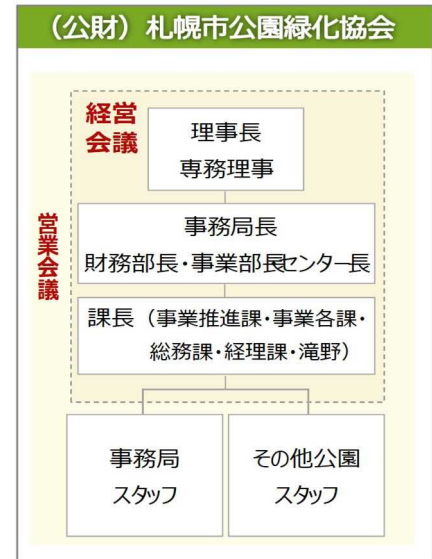 （公財）札幌市公園緑化協会
経営
会議
理事長
専務理事
営業会議
事務局長
財務部長・事業部長センター長
課長（事業推進課・事業各課・
総務課・経理課・滝野）
事務局
スタッフ
その他公園
スタッフ